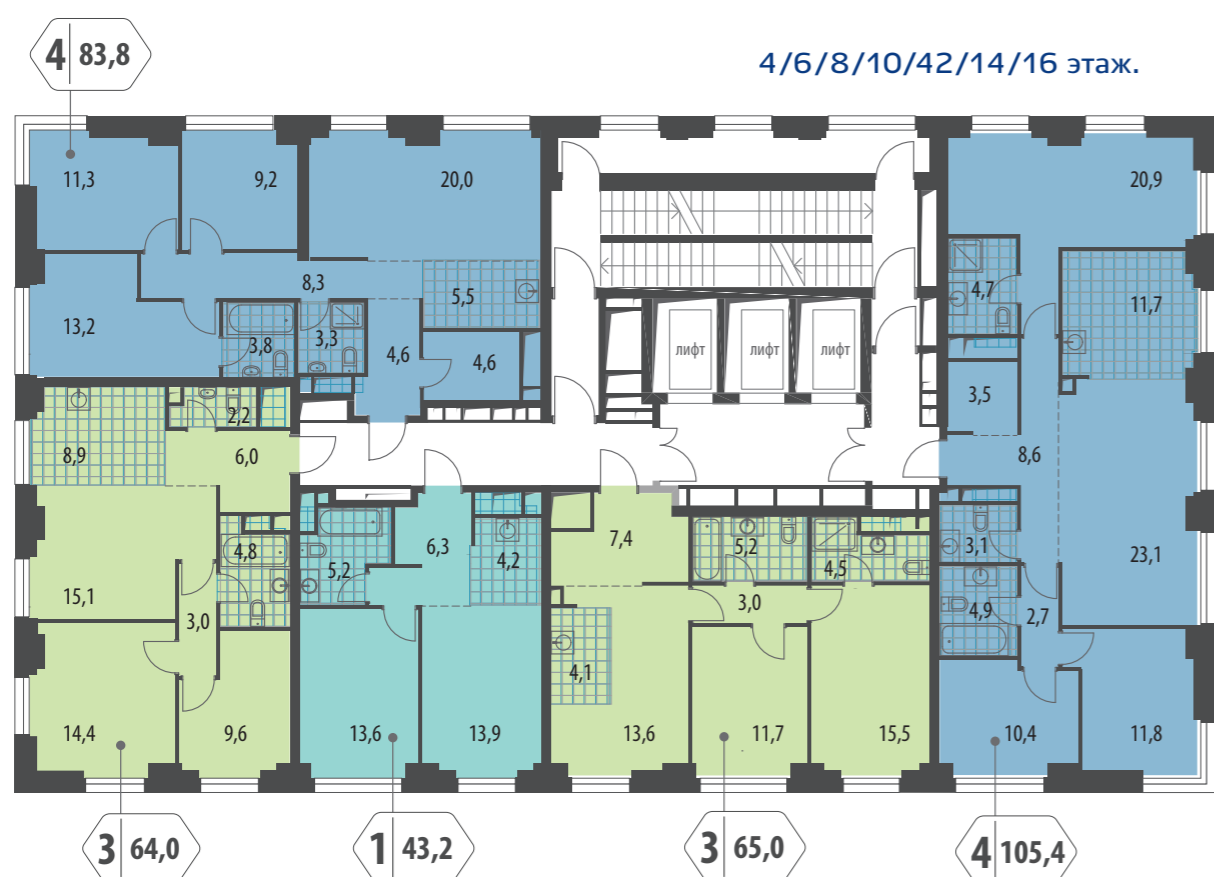 4 83,8
4/6/8/10/42/14/16 этаж.
11,3 9,2 20,0 20,9
8,3 5,5 4,7 11,7
13,2 3,8 3,3 4,6 4,6 лифт лифт лифт
3,5
2,2
8,9 6,0 8,6
4,8 5,2 6,3 4,2 7,4 5,2 4,5 3,1 23,1
15,1 3,0 3,0 4,9 2,7
4,1
14,4 9,6 13,6 13,9 13,6 11,7 15,5 10,4 11,8
3 64,0 1 43,2 3 65,0 4 105,4